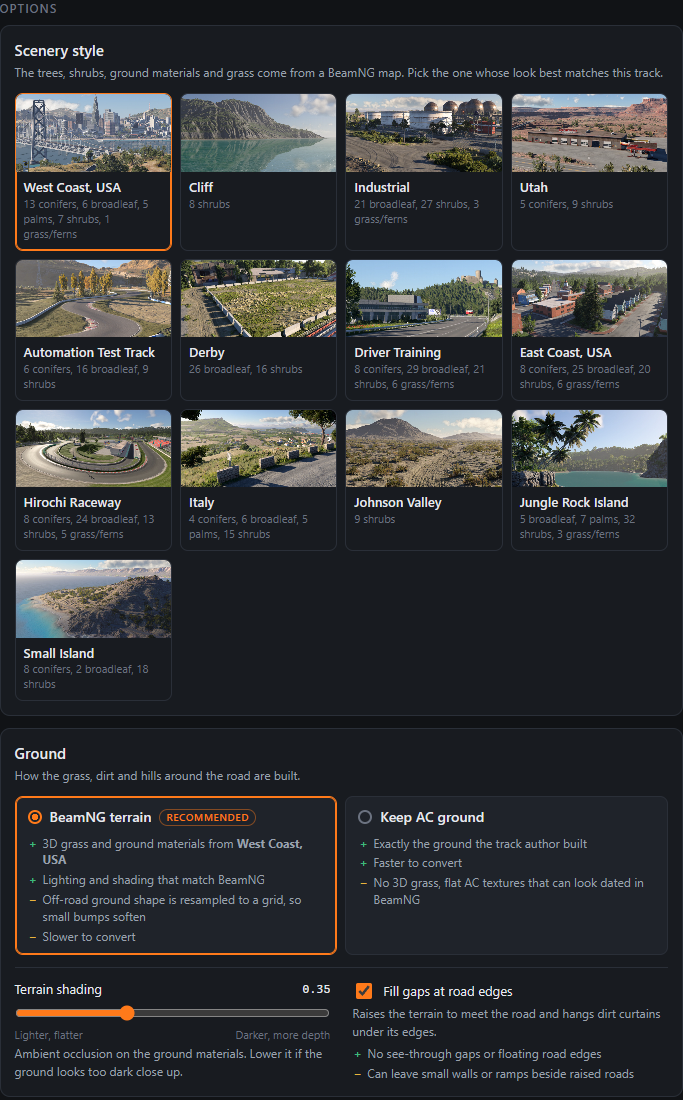 OPTIONS
Scenery style
The trees, shrubs, ground materials and grass come from a BeamNG map. Pick the one whose look best matches this track.
West Coast, USA
13 conifers, 6 broadleaf, 5
palms, 7 shrubs, 1
grass/ferns
Cliff
8 shrubs
Industrial
21 broadleaf, 27 shrubs, 3
grass/ferns
Utah
5 conifers, 9 shrubs
Automation Test Track
6 conifers, 16 broadleaf, 9
shrubs
Derby
26 broadleaf, 16 shrubs
Driver Training
8 conifers, 29 broadleaf, 21
shrubs, 6 grass/ferns
East Coast, USA
8 conifers, 25 broadleaf, 20
shrubs, 6 grass/ferns
Hirochi Raceway
8 conifers, 24 broadleaf, 13
shrubs, 5 grass/ferns
Italy
4 conifers, 6 broadleaf, 5
palms, 15 shrubs
Johnson Valley
9 shrubs
Jungle Rock Island
5 broadleaf, 7 palms, 32
shrubs, 3 grass/ferns
Small Island
8 conifers, 2 broadleaf, 18
shrubs
Ground
How the grass, dirt and hills around the road are built.
BeamNG terrain RECOMMENDED
+ 3D grass and ground materials from West Coast,
USA
+ Lighting and shading that match BeamNG
− Off-road ground shape is resampled to a grid, so
small bumps soften
− Slower to convert
Keep AC ground
+ Exactly the ground the track author built
+ Faster to convert
− No 3D grass, flat AC textures that can look dated in
BeamNG
Terrain shading 0.35
Lighter, flatter Darker, more depth
Ambient occlusion on the ground materials. Lower it if the
ground looks too dark close up.
Fill gaps at road edges
Raises the terrain to meet the road and hangs dirt curtains
under its edges.
+ No see-through gaps or floating road edges
− Can leave small walls or ramps beside raised roads